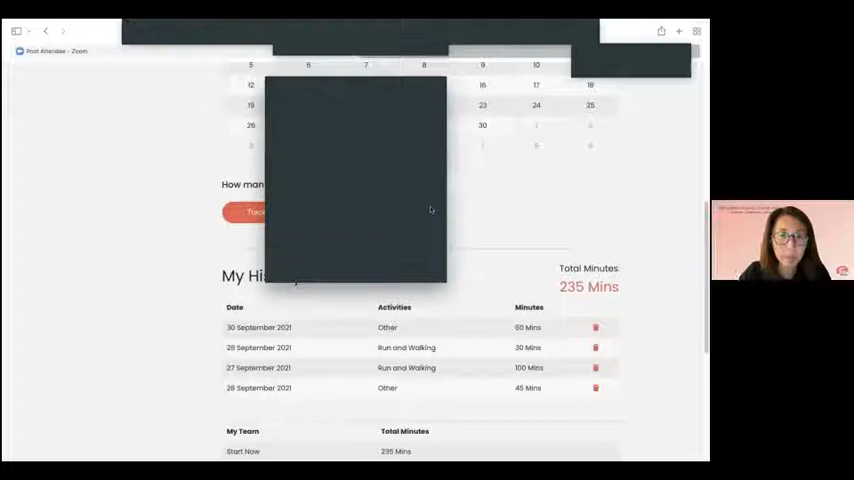 Post Attendee - Zoom
5 6 7 8 9 10
12 16 17 18
19 23 24 25
26 30 1
How man
Track
My His
Total Minutes:
235 Mins
Date Activities Minutes
30 September 2021 Other 60 Mins
28 September 2021 Run and Walking 30 Mins
27 September 2021 Run and Walking 100 Mins
28 September 2021 Other 45 Mins
My Team Total Minutes
Start Now 235 Mins